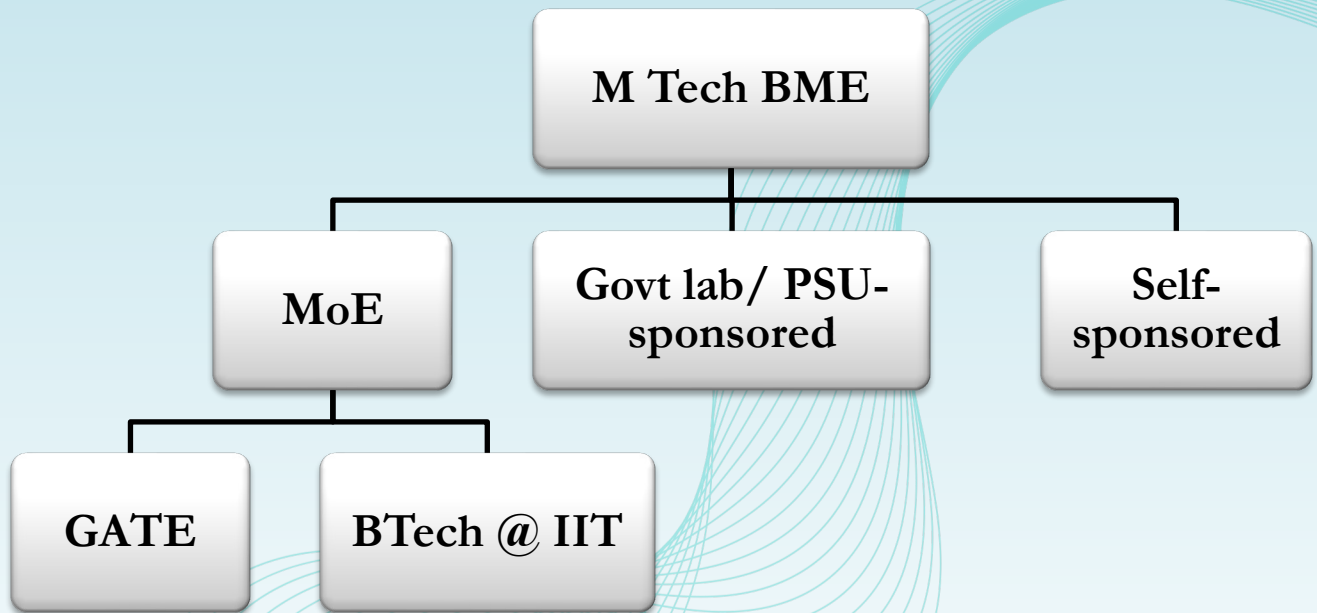 M Tech BME
MoE
Govt lab/ PSU-
sponsored
Self-
sponsored
GATE
BTech @ IIT